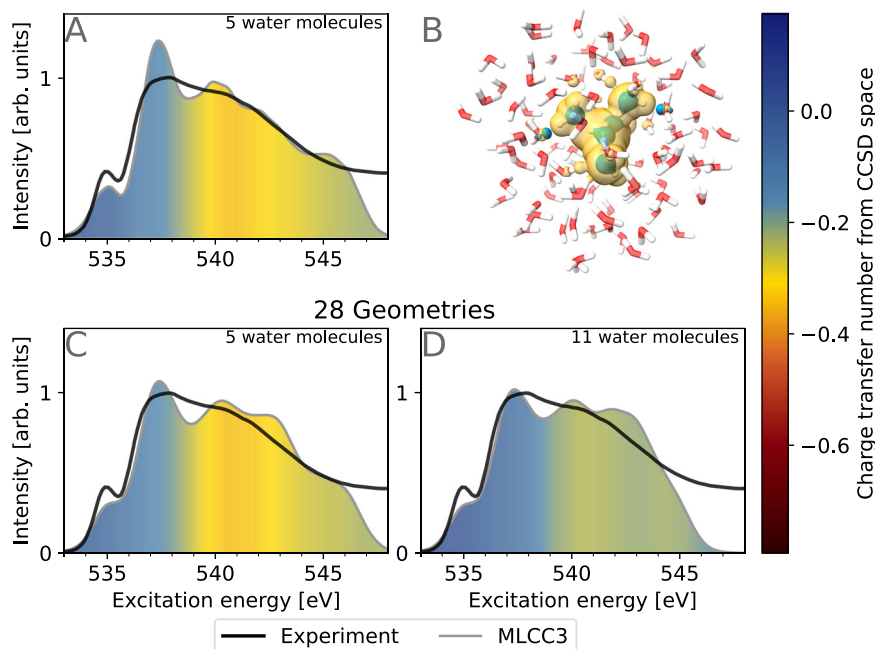 A
5 water molecules
B
Intensity [arb. units]
1
0
535
540
545
28 Geometries
C
5 water molecules
D
11 water molecules
Intensity [arb. units]
1
0
1
0
535
540
545
535
540
545
Excitation energy [eV]
Excitation energy [eV]
Experiment
MLCC3
0.0
−0.2
−0.4
−0.6
Charge transfer number from CCSD space